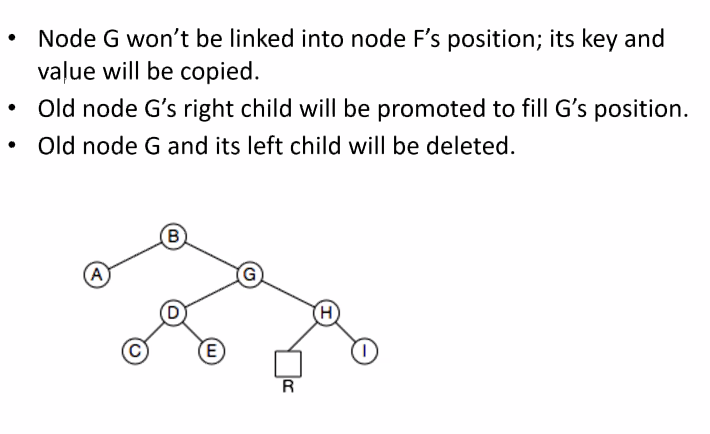 • Node G won't be linked into node F's position; its key and
value will be copied.
• Old node G's right child will be promoted to fill G's position.
• Old node G and its left child will be deleted.
B
A
G
D
H
C
E
I
R